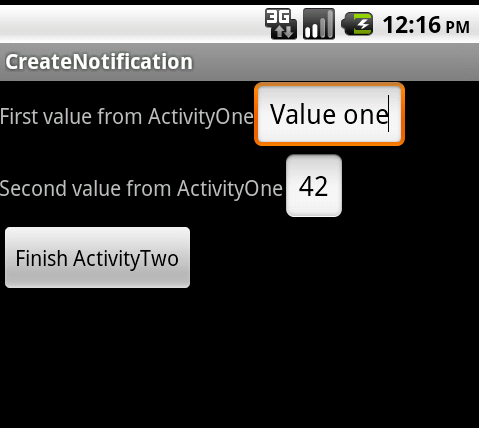 3G 12:16 PM
CreateNotification
First value from ActivityOne Value one
Second value from ActivityOne 42
Finish ActivityTwo